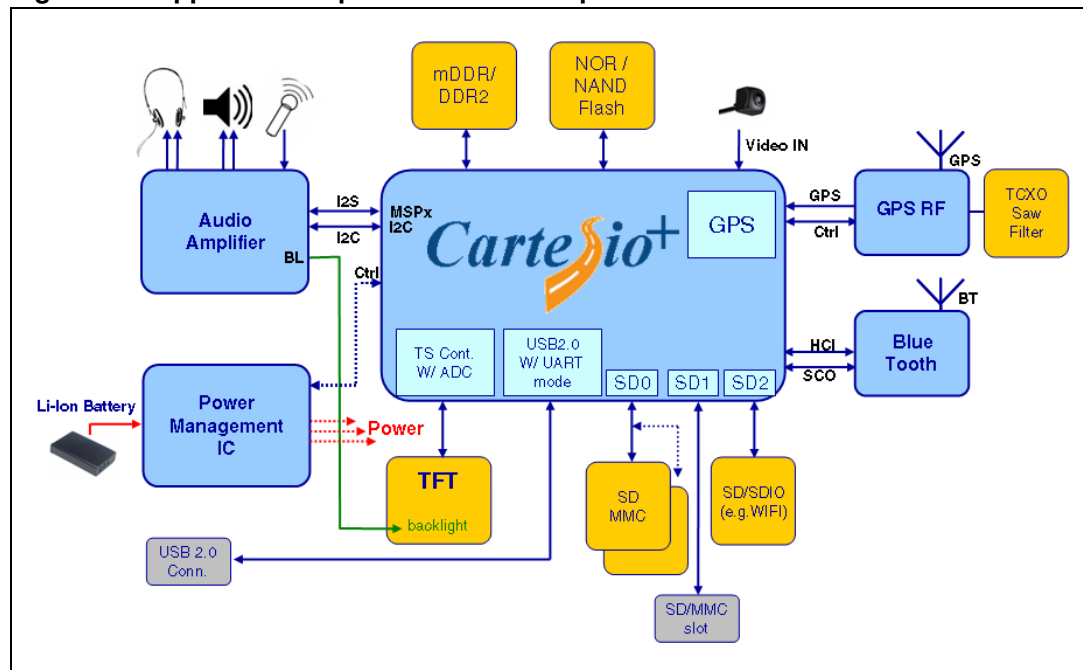 mDDR/
DDR2
NOR /
NAND
Flash
Video IN
GPS
Audio
Amplifier
BL
I2S
I2C
MSPx
I2C
Ctrl
Cartesio+
GPS
GPS
Ctrl
GPS RF
TCXO
Saw
Filter
BT
HCI
SCO
Blue
Tooth
TS Cont.
W/ ADC
USB2.0
W/ UART
mode
SD0
SD1
SD2
Li-Ion Battery
Power
Management
IC
Power
TFT
backlight
SD
MMC
SD/SDIO
(e.g.WIFI)
USB 2.0
Conn.
SD/MMC
slot